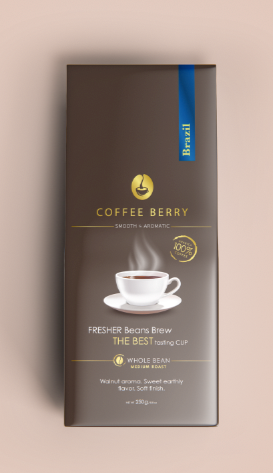 Brazil
COFFEE BERRY
SMOOTH + AROMATIC
100%
FRESHER Beans Brew
THE BEST tasting CUP
WHOLE BEAN
MEDIUM ROAST
Walnut aroma. Sweet earthy
flavor. Soft finish.
350g